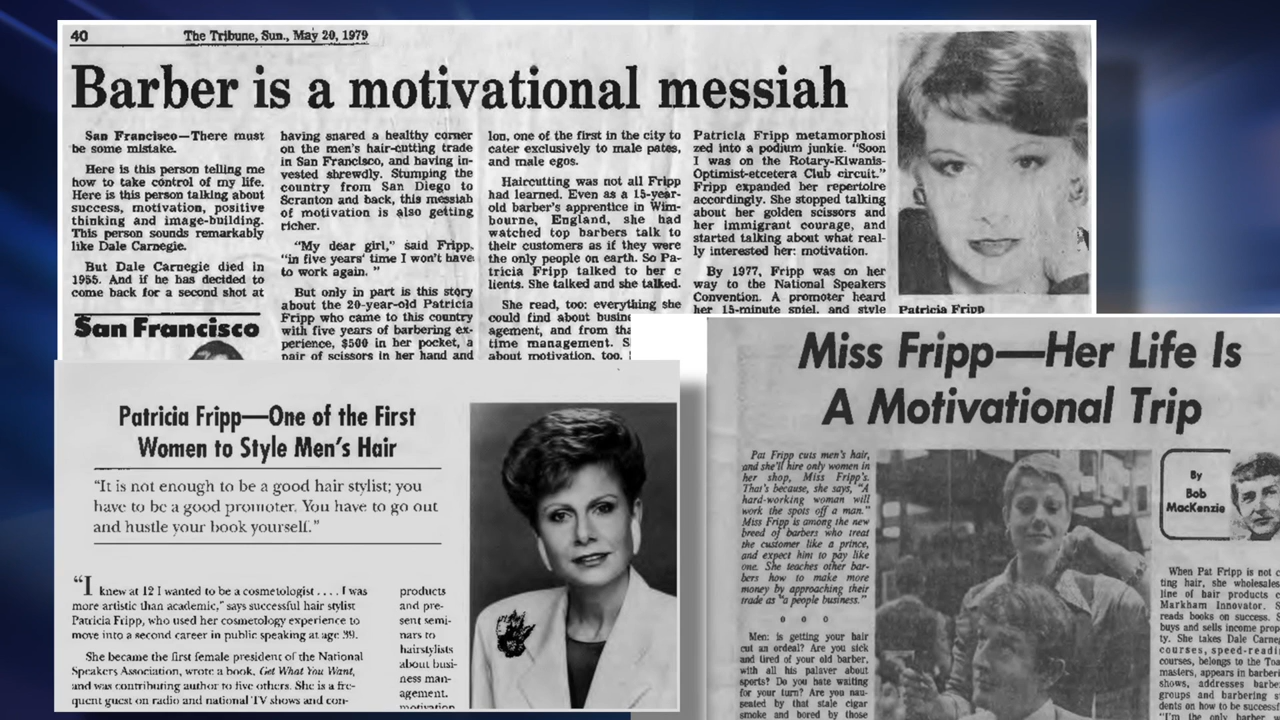 40
The Tribune, Sun., May 20, 1979
Barber is a motivational messiah
San Francisco—There must
be some mistake.
Here is this person telling me
how to take control of my life.
Here is this person talking about
success, motivation, positive
thinking and image-building.
This person sounds remarkably
like Dale Carnegie.
But Dale Carnegie died in
1955. And if he has decided to
come back for a second shot at
San Francisco
having snared a healthy corner
on the men's hair-cutting trade
in San Francisco, and having in-
vested shrewdly. Stumping the
country from San Diego to
Scranton and back, this messiah
of motivation is also getting
richer.
"My dear girl," said Fripp,
"in five years' time I won't have
to work again. "
But only in part is this story
about the 20-year-old Patricia
Fripp who came to this country
with five years of barbering ex-
perience, $500 in her pocket, a
pair of scissors in her hand and
lon, one of the first in the city to
cater exclusively to male pates,
and male egos.
Haircutting was not all Fripp
had learned. Even as a 15-year-
old barber's apprentice in Wim-
bourne, England, she had
watched top barbers talk to
their customers as if they were
the only people on earth. So Pa-
tricia Fripp talked to her c
lients. She talked and she talked.
She read, too: everything she
could find about busine
agement, and from tha
time management. S
about motivation, too.
Patricia Fripp metamorphosi
zed into a podium junkie. "Soon
I was on the Rotary-Kiwanis-
Optimist-etcetera Club circuit."
Fripp expanded her repertoire
accordingly. She stopped talking
about her golden scissors and
her immigrant courage, and
started talking about what real-
ly interested her: motivation.
By 1977, Fripp was on her
way to the National Speakers
Convention. A promoter heard
her 15-minute spiel, and style
Patricia Fripp
Patricia Fripp—One of the First
Women to Style Men's Hair
"It is not enough to be a good hair stylist; you
have to be a good promoter. You have to go out
and hustle your book yourself."
"I knew at 12 I wanted to be a cosmetologist . . . . I was
more artistic than academic," says successful hair stylist
Patricia Fripp, who used her cosmetology experience to
move into a second career in public speaking at age 39.
She became the first female president of the National
Speakers Association, wrote a book, Get What You Want,
and was contributing author to five others. She is a fre-
quent guest on radio and national TV shows and con-
products
and pre-
sent semi-
nars to
hairstylists
about busi-
ness man-
agement.
motivation
Miss Fripp—Her Life Is
A Motivational Trip
Pat Fripp cuts men's hair,
and she'll hire only women in
her shop, Miss Fripp's.
That's because, she says, "A
hard-working woman will
work the spots off a man."
Miss Fripp is among the new
breed of barbers who treat
the customer like a prince,
and expect him to pay like
one. She teaches other bar-
bers how to make more
money by approaching their
trade as "a people business."
o o o
Men: is getting your hair
cut an ordeal? Are you sick
and tired of your old barber,
with all his palaver about
sports? Do you hate waiting
for your turn? Are you nau-
seated by that stale cigar
smoke and bored by those
By
Bob
MacKenzie
When Pat Fripp is not c
ting hair, she wholesales
line of hair products c
Markham Innovator. S
reads books on success. S
buys and sells income prop
ty. She takes Dale Carneg
courses, speed-readi
courses, belongs to the Toa
masters, appears in barberi
shows, addresses barbe
groups and barbering s
dents on how to be successf
"I'm the only barber